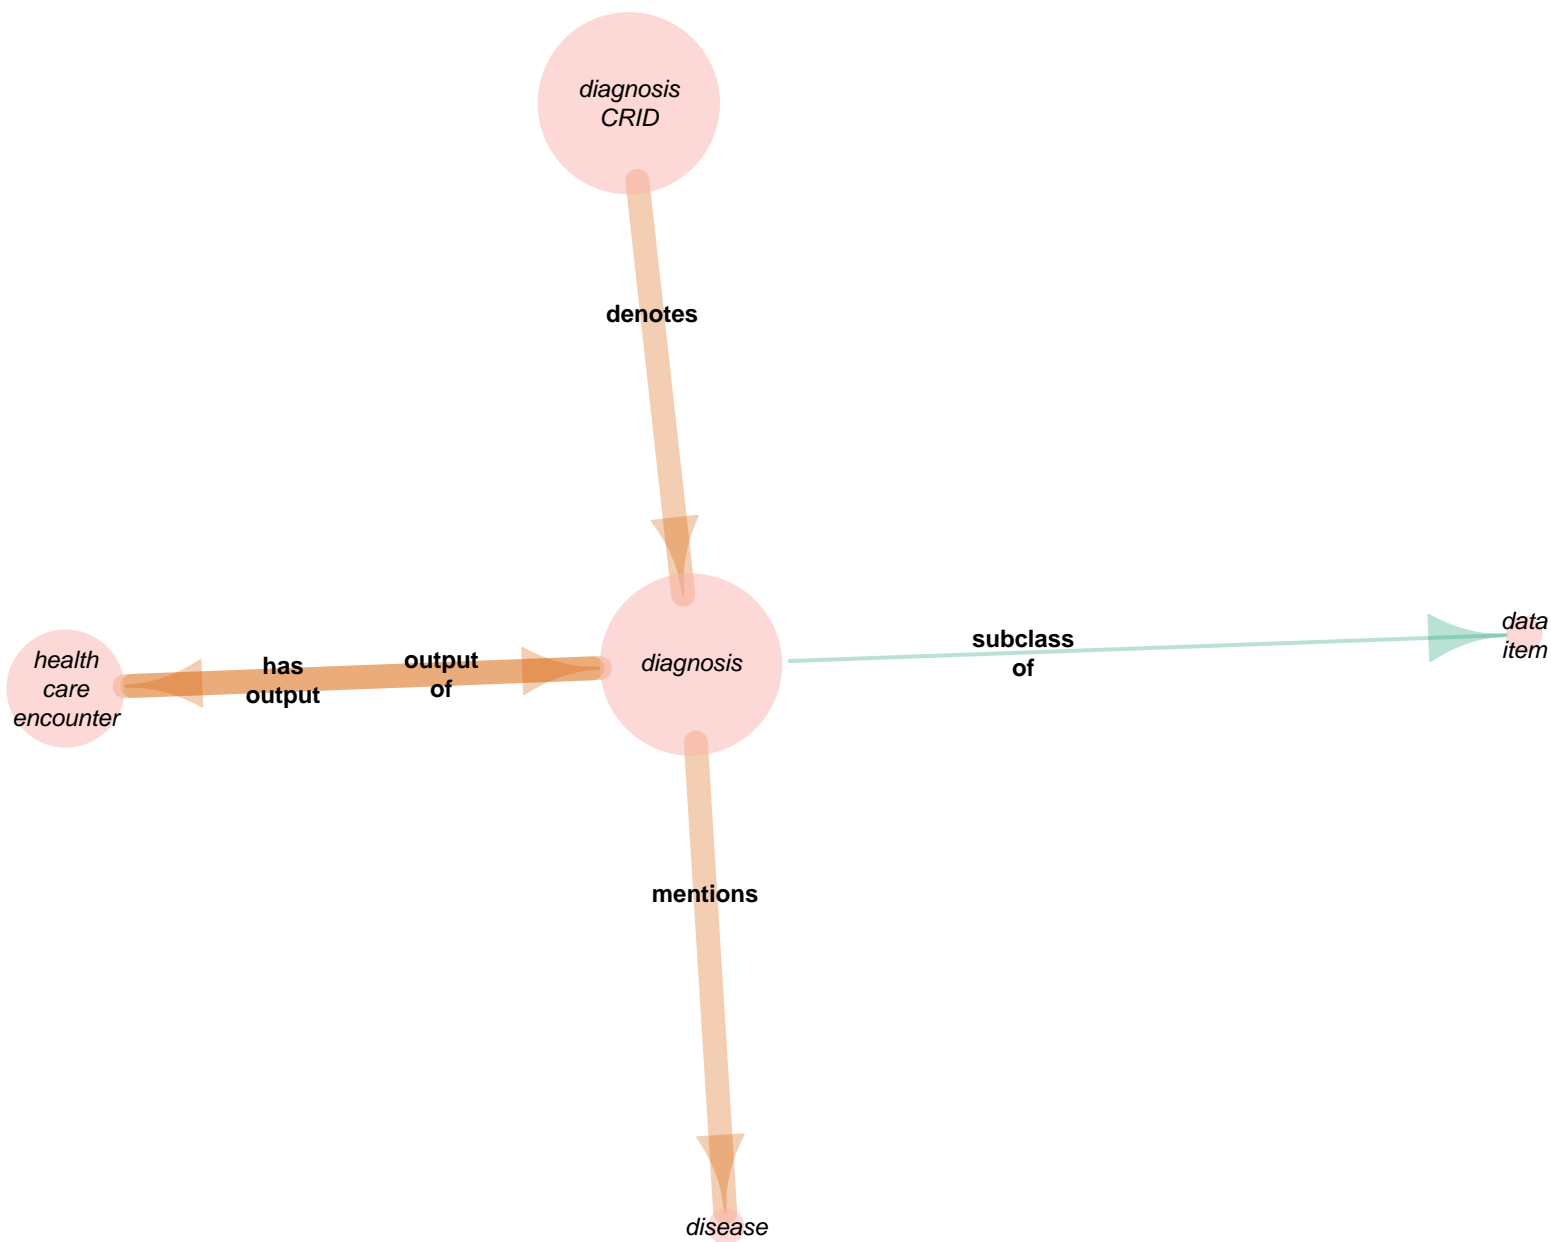 diagnosis
CRID
denotes
health
care
encounter
has
output
output
of
diagnosis
subclass
of
data
item
mentions
disease